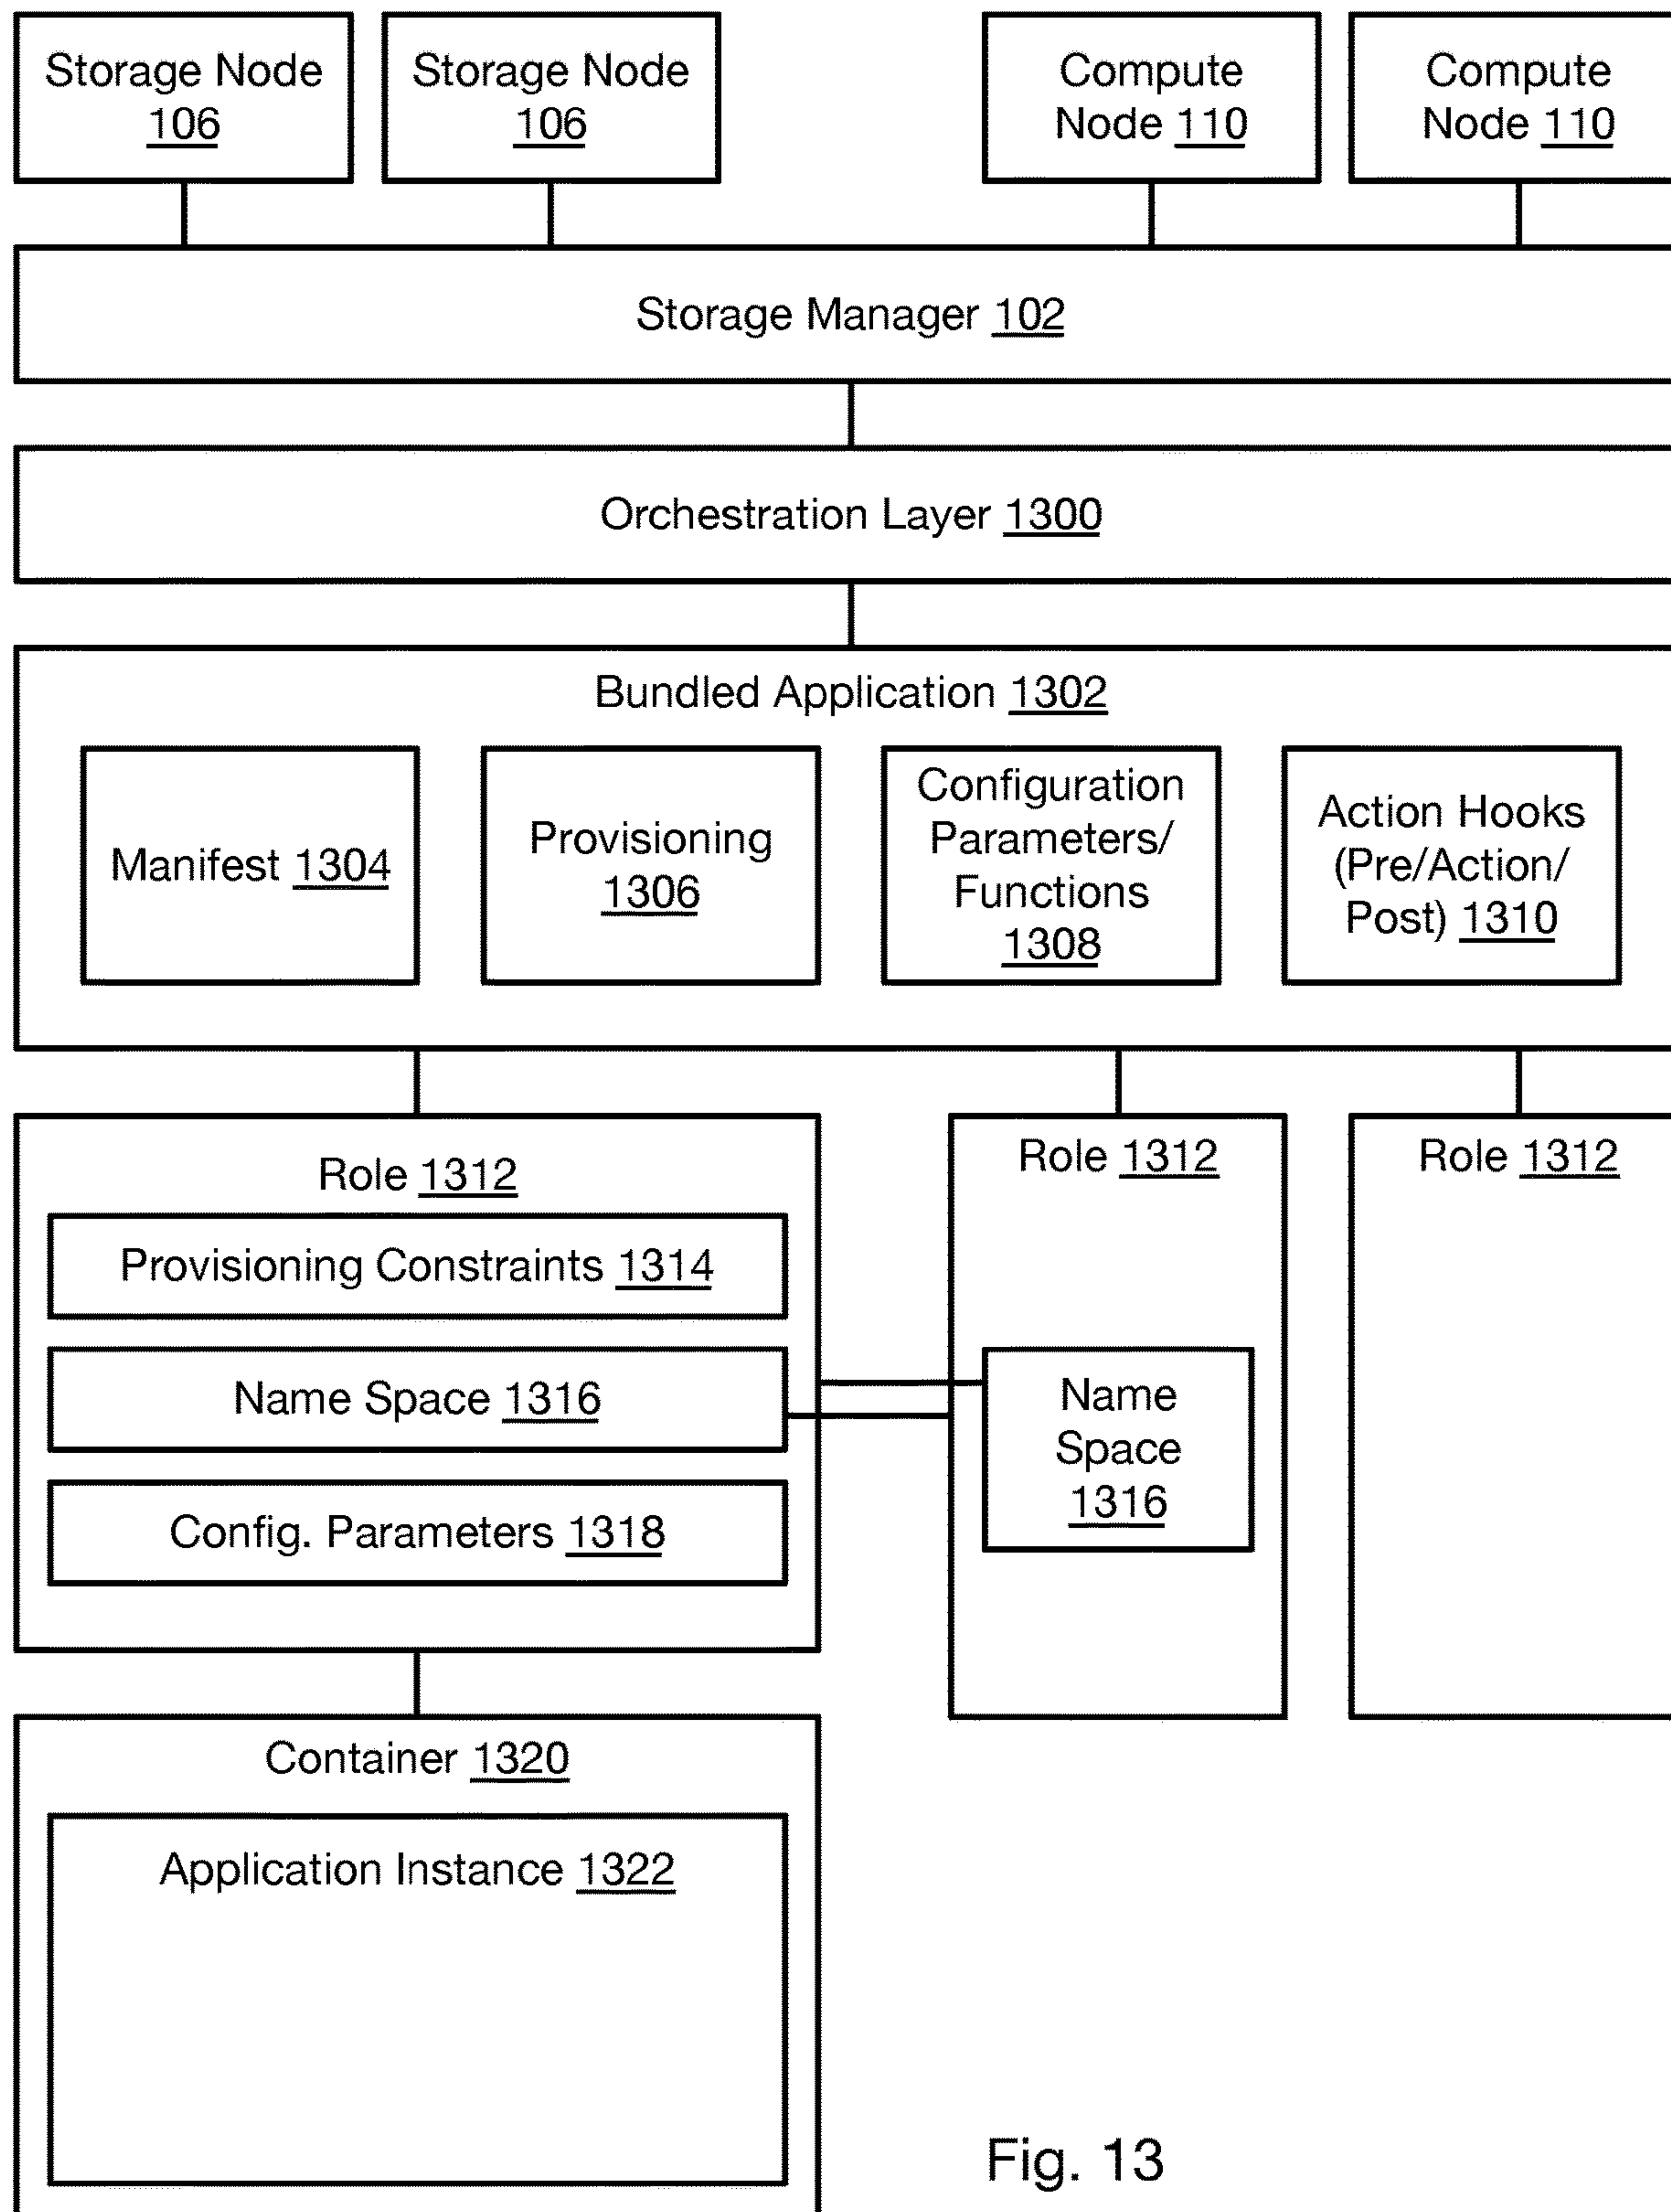 Storage Node
106
Storage Node
106
Compute
Node 110
Compute
Node 110
Storage Manager 102
Orchestration Layer 1300
Bundled Application 1302
Manifest 1304
Provisioning
1306
Configuration
Parameters/
Functions
1308
Action Hooks
(Pre/Action/
Post) 1310
Role 1312
Provisioning Constraints 1314
Name Space 1316
Config. Parameters 1318
Role 1312
Name
Space
1316
Role 1312
Container 1320
Application Instance 1322
Fig. 13